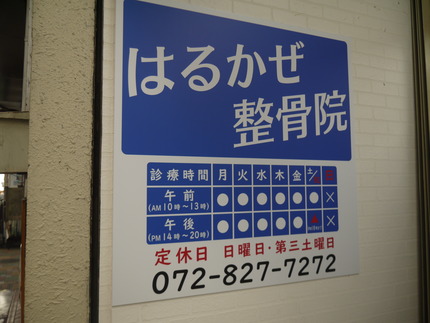 はるかぜ
整骨院
診療時間 月 火 水 木 金 土/
午前 ● ● ● ● ● ● ×
(AM10時~13時)
午後 ● ● ● ● ● ×
(PM14時~20時)
定休日 日曜日・第三土曜日
072-827-7272